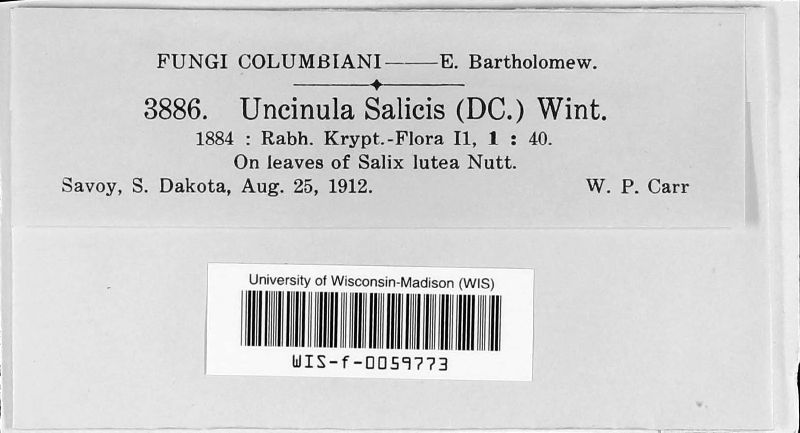 FUNGI COLUMBIANI—E. Bartholomew.
3886. Uncinula Salicis (DC.) Wint.
1884 : Rabh. Krypt.-Flora I1, 1 : 40.
On leaves of Salix lutea Nutt.
Savoy, S. Dakota, Aug. 25, 1912. W. P. Carr
University of Wisconsin-Madison (WIS)
WIS-f-0059773